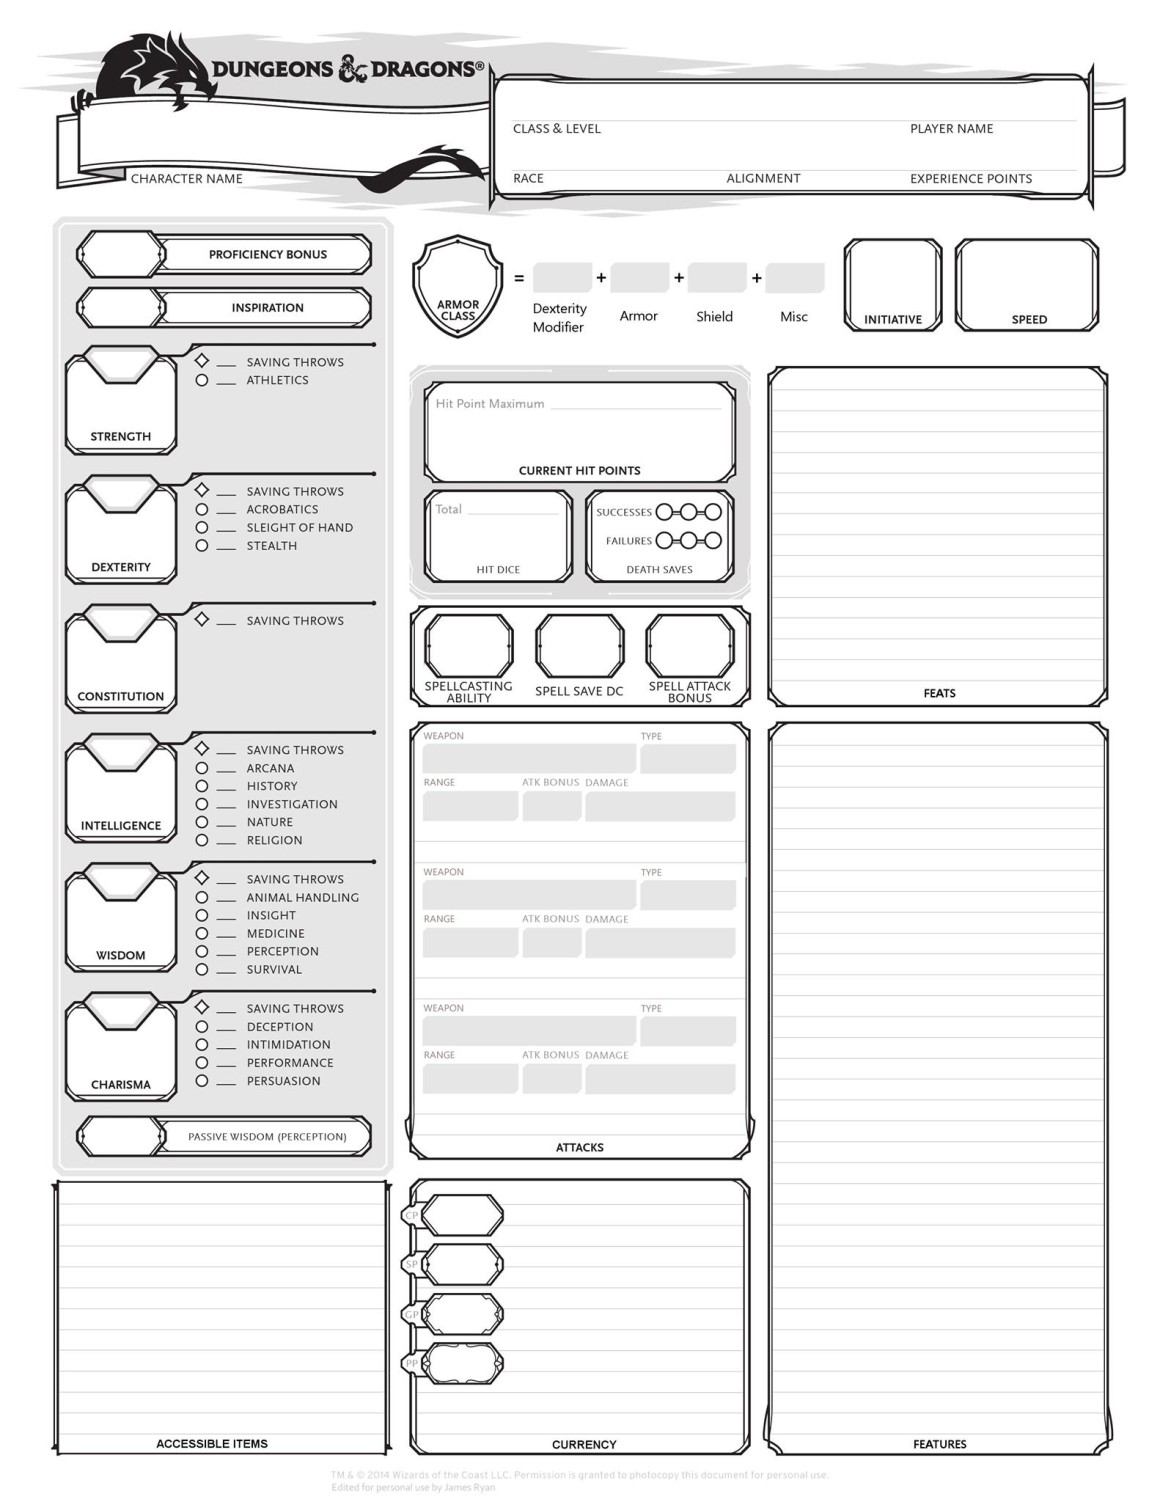 DUNGEONS & DRAGONS®
CHARACTER NAME
CLASS & LEVEL
PLAYER NAME
RACE
ALIGNMENT
EXPERIENCE POINTS
PROFICIENCY BONUS
INSPIRATION
STRENGTH
SAVING THROWS
ATHLETICS
DEXTERITY
SAVING THROWS
ACROBATICS
SLEIGHT OF HAND
STEALTH
CONSTITUTION
SAVING THROWS
INTELLIGENCE
SAVING THROWS
ARCANA
HISTORY
INVESTIGATION
NATURE
RELIGION
WISDOM
SAVING THROWS
ANIMAL HANDLING
INSIGHT
MEDICINE
PERCEPTION
SURVIVAL
CHARISMA
SAVING THROWS
DECEPTION
INTIMIDATION
PERFORMANCE
PERSUASION
PASSIVE WISDOM (PERCEPTION)
ACCESSIBLE ITEMS
ARMOR
CLASS
= + + +
Dexterity
Modifier
Armor
Shield
Misc
INITIATIVE
SPEED
Hit Point Maximum
CURRENT HIT POINTS
Total
HIT DICE
SUCCESSES
FAILURES
DEATH SAVES
SPELLCASTING
ABILITY
SPELL SAVE DC
SPELL ATTACK
BONUS
WEAPON
TYPE
RANGE
ATK BONUS
DAMAGE
WEAPON
TYPE
RANGE
ATK BONUS
DAMAGE
WEAPON
TYPE
RANGE
ATK BONUS
DAMAGE
ATTACKS
CP
SP
GP
PP
CURRENCY
FEATS
FEATURES
TM & © 2014 Wizards of the Coast LLC. Permission is granted to photocopy this document for personal use.
Edited for personal use by James Ryan